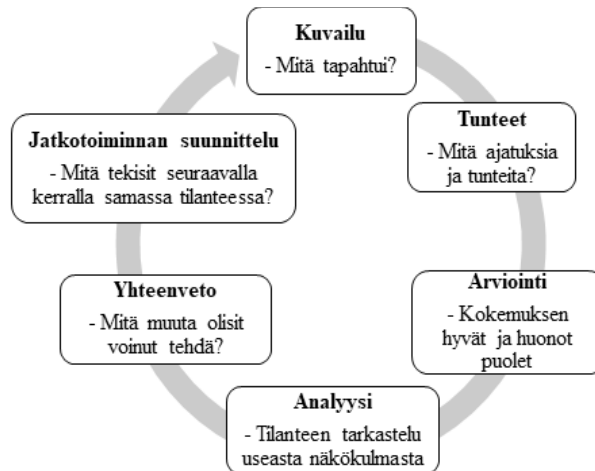 Kuvailu
- Mitä tapahtui?
Tunteet
- Mitä ajatuksia
ja tunteita?
Arviointi
- Kokemuksen
hyvät ja huonot
puolet
Analyysi
- Tilanteen tarkastelu
useasta näkökulmasta
Yhteenveto
- Mitä muuta olisit
voinut tehdä?
Jatkotoiminnan suunnittelu
- Mitä tekisit seuraavalla
kerralla samassa tilanteessa?